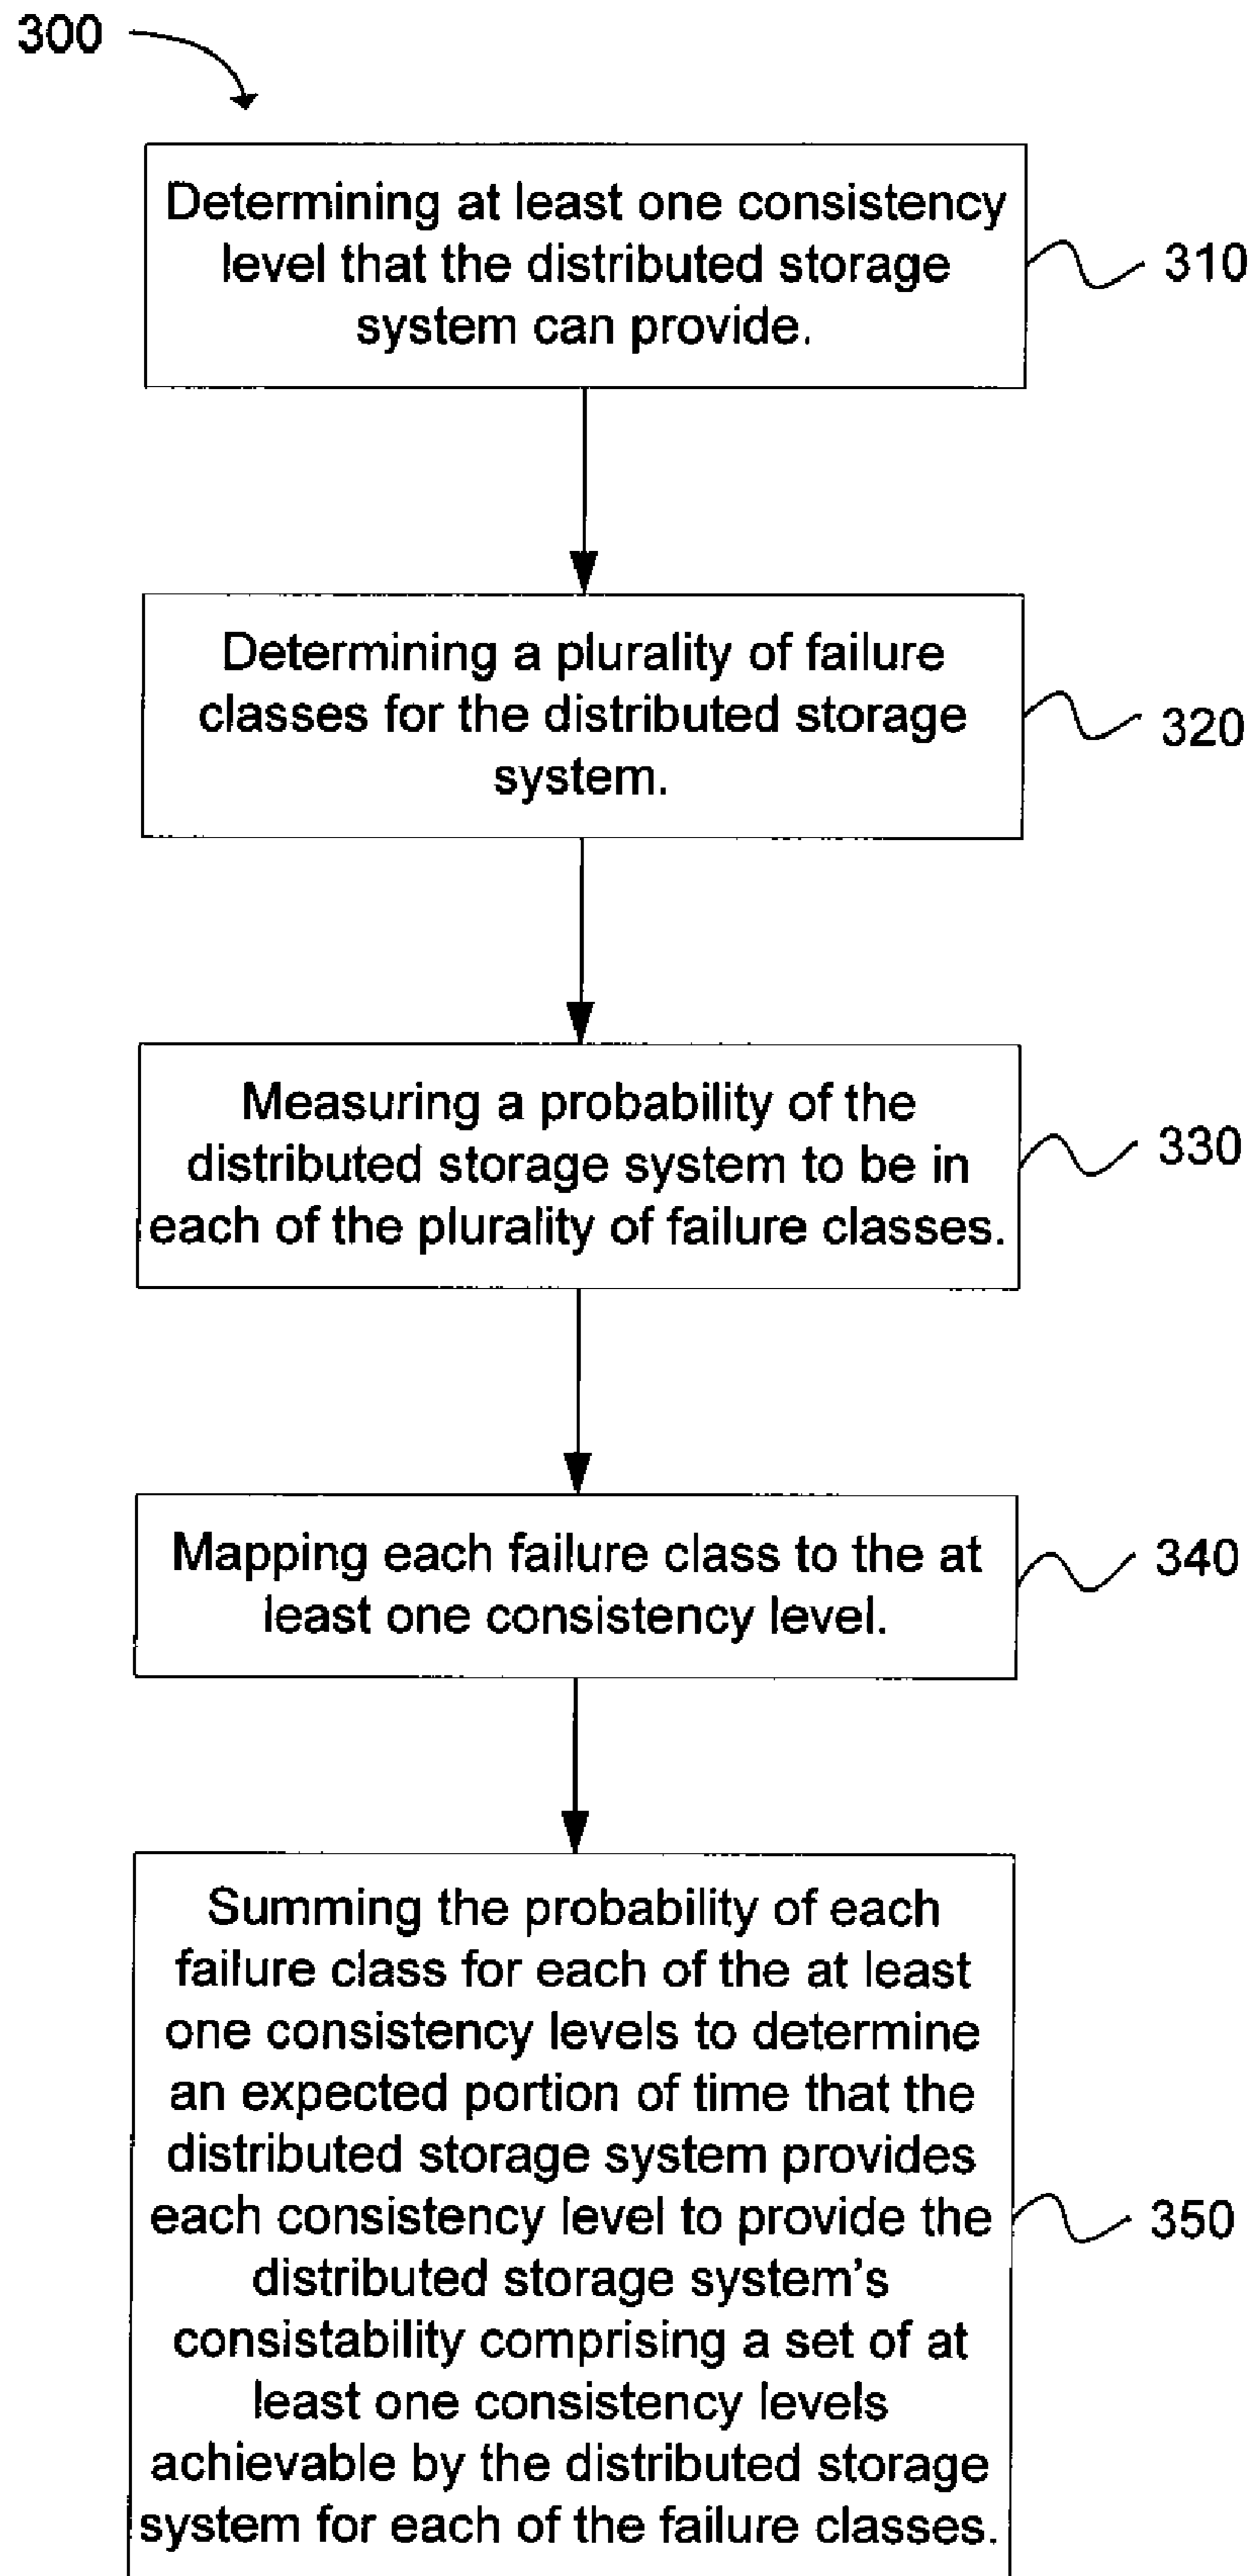 300
Determining at least one consistency
level that the distributed storage
system can provide.
310
Determining a plurality of failure
classes for the distributed storage
system.
320
Measuring a probability of the
distributed storage system to be in
each of the plurality of failure classes.
330
Mapping each failure class to the at
least one consistency level.
340
Summing the probability of each
failure class for each of the at least
one consistency levels to determine
an expected portion of time that the
distributed storage system provides
each consistency level to provide the
distributed storage system's
consistability comprising a set of at
least one consistency levels
achievable by the distributed storage
system for each of the failure classes.
350